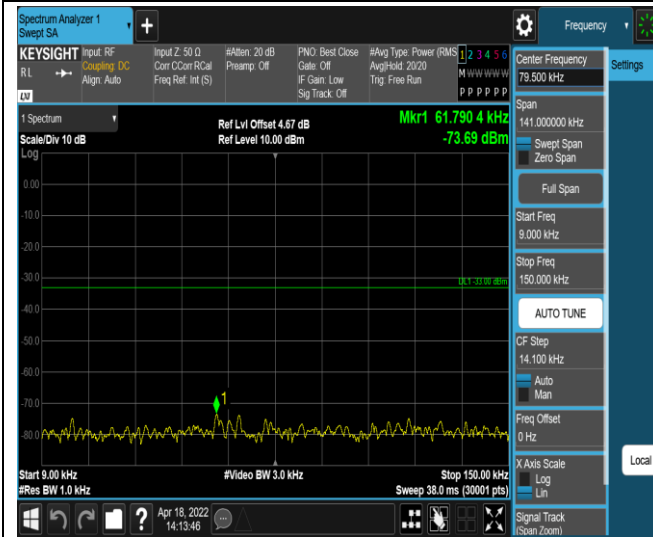 Spectrum Analyzer 1
Swept SA
+
Frequency
KEYSIGHT
RL
LXI
Input: RF
Coupling: DC
Align: Auto
Input Z: 50 Ω
Corr CCorr RCal
Freq Ref: Int (S)
#Atten: 20 dB
Preamp: Off
PNO: Best Close
Gate: Off
IF Gain: Low
Sig Track: Off
#Avg Type: Power (RMS
Avg|Hold: 20/20
Trig: Free Run
1 2 3 4 5 6
M W W W W W
P P P P P P
1 Spectrum
Scale/Div 10 dB
Ref Lvl Offset 4.67 dB
Ref Level 10.00 dBm
Mkr1 61.790 4 kHz
-73.69 dBm
Log
0.00
-10.0
-20.0
-30.0
DL1 -33.00 dBm
-40.0
-50.0
-60.0
-70.0
1
-80.0
Start 9.00 kHz
#Res BW 1.0 kHz
#Video BW 3.0 kHz
Stop 150.00 kHz
Sweep 38.0 ms (30001 pts)
?
Apr 18, 2022
14:13:46
Center Frequency
79.500 kHz
Settings
Span
141.000000 kHz
Swept Span
Zero Span
Full Span
Start Freq
9.000 kHz
Stop Freq
150.000 kHz
AUTO TUNE
CF Step
14.100 kHz
Auto
Man
Freq Offset
0 Hz
X Axis Scale
Log
Lin
Local
Signal Track
(Span Zoom)